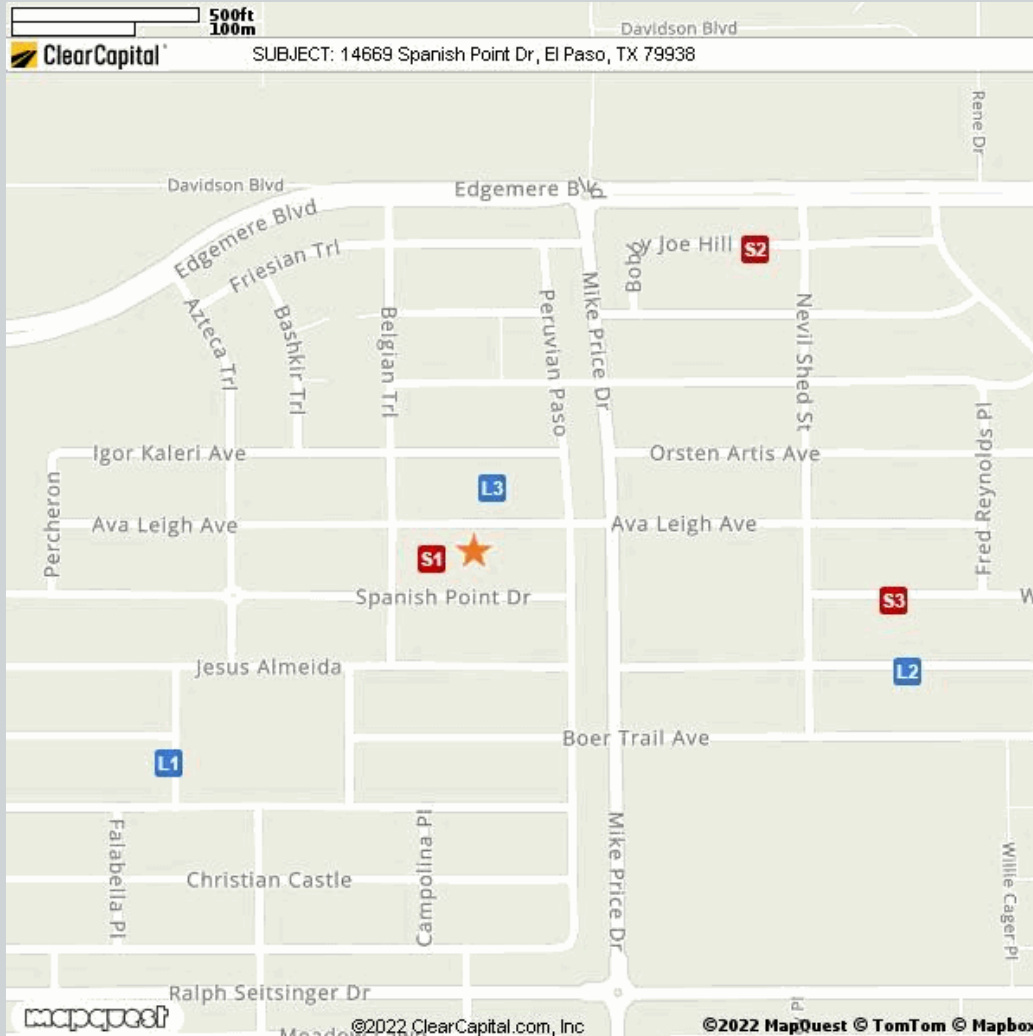 500ft
100m
Davidson Blvd
ClearCapital
SUBJECT: 14669 Spanish Point Dr, El Paso, TX 79938
Rene Dr
Davidson Blvd
Edgemere Blvd
Edgemere Blvd
Friesian Trl
y Joe Hill
Bobby
S2
Azteca Trl
Bashkir Trl
Belgian Trl
Peruvian Paso
Mike Price Dr
Nevil Shed St
Igor Kaleri Ave
Orsten Artis Ave
Fred Reynolds Pl
Percheron
L3
Ava Leigh Ave
Ava Leigh Ave
S1
Spanish Point Dr
S3
W
Jesus Almeida
L2
Boer Trail Ave
L1
Falabella Pl
Campolina Pl
Mike Price Dr
Willie Cager Pl
Christian Castle
Ralph Seitsinger Dr
Pl
mapquest
©2022 ClearCapital.com, Inc
©2022 MapQuest © TomTom © Mapbo